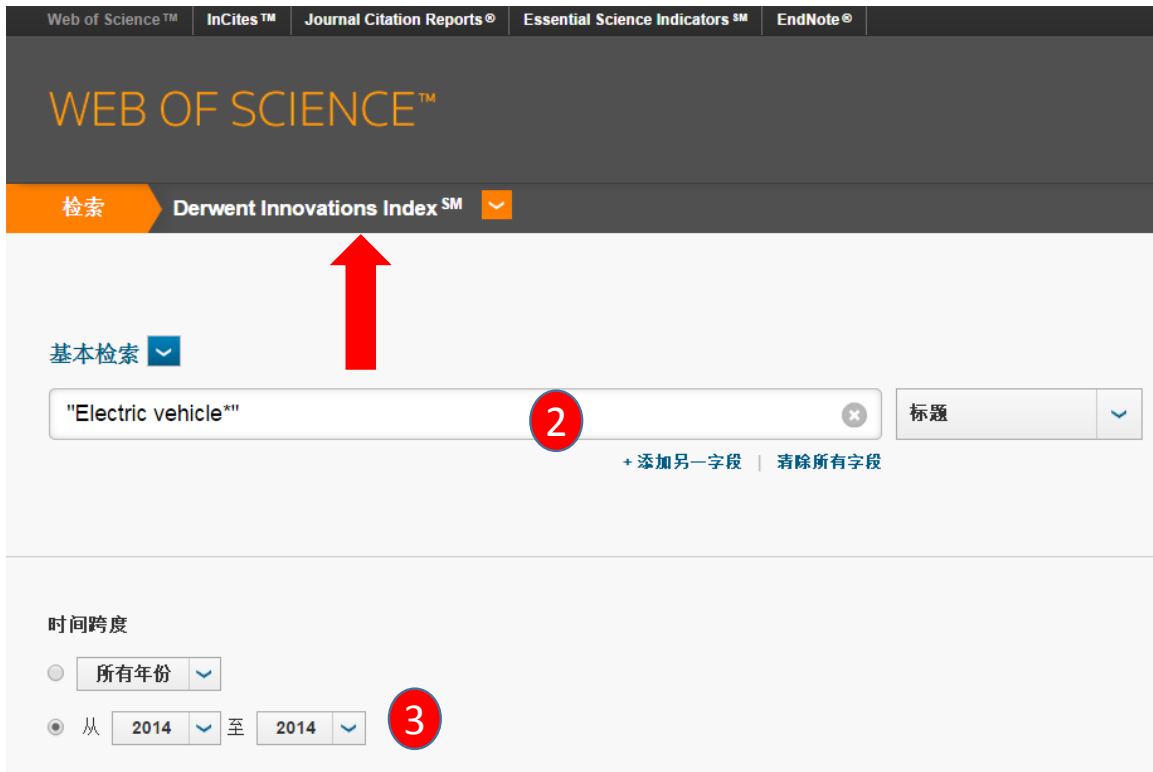 Web of Science™ InCites™ Journal Citation Reports® Essential Science Indicators℠ EndNote®
WEB OF SCIENCE™
检索 Derwent Innovations Index℠
基本检索
"Electric vehicle*" 2 标题
+ 添加另一字段 | 清除所有字段
时间跨度
所有年份
从 2014 至 2014 3